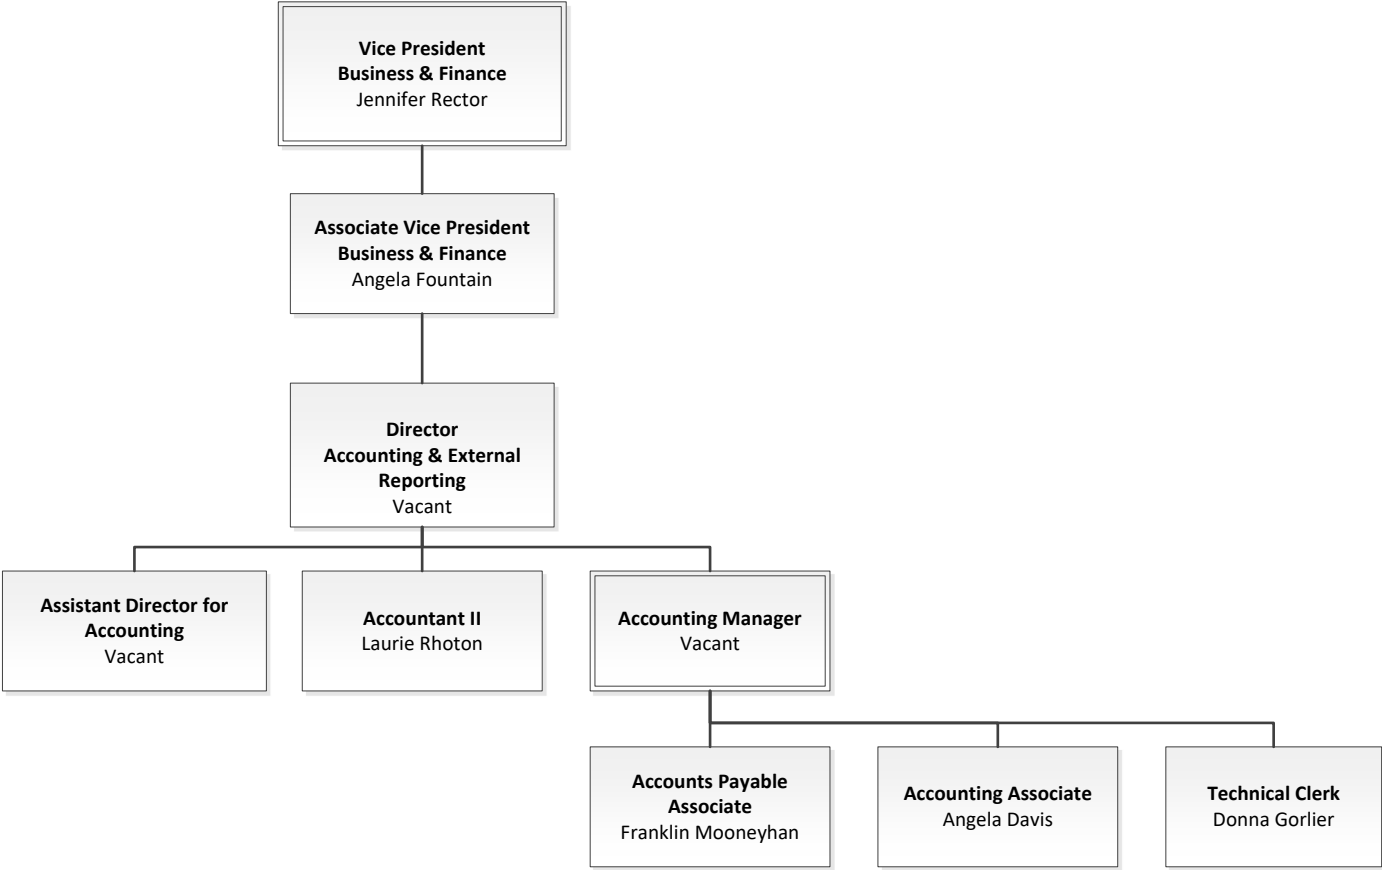 Vice President
Business & Finance
Jennifer Rector
Associate Vice President
Business & Finance
Angela Fountain
Director
Accounting & External
Reporting
Vacant
Assistant Director for
Accounting
Vacant
Accountant II
Laurie Rhoton
Accounting Manager
Vacant
Accounts Payable
Associate
Franklin Mooneyhan
Accounting Associate
Angela Davis
Technical Clerk
Donna Gorlier